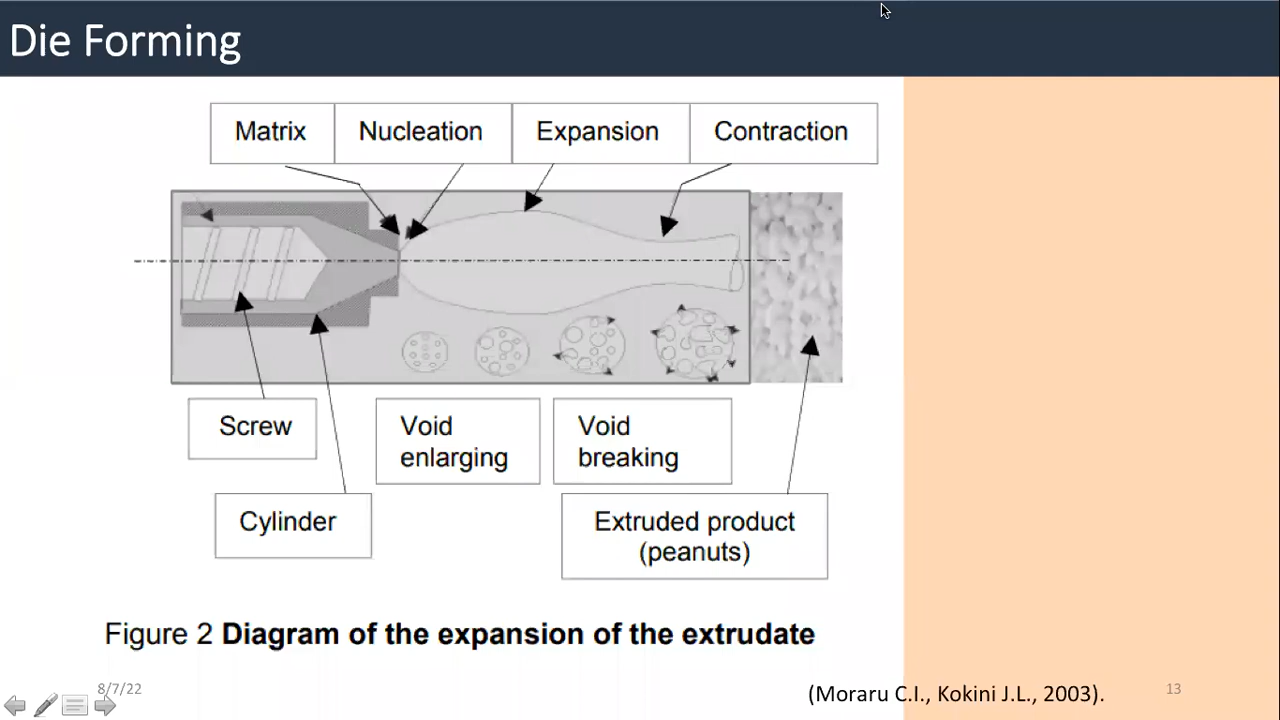 Die Forming
Matrix
Nucleation
Expansion
Contraction
Screw
Void
enlarging
Void
breaking
Cylinder
Extruded product
(peanuts)
Figure 2 Diagram of the expansion of the extrudate
8/7/22
(Moraru C.I., Kokini J.L., 2003).
13